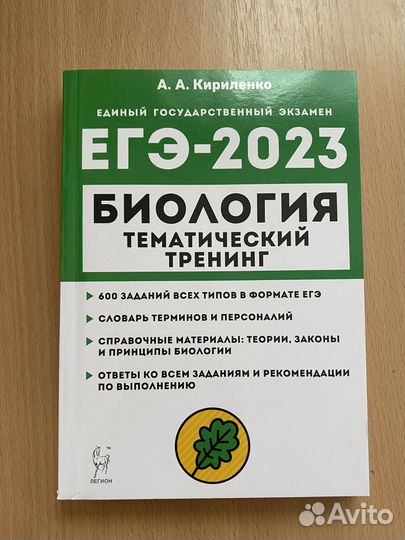 А. А. Кириленко
ЕДИНЫЙ ГОСУДАРСТВЕННЫЙ ЭКЗАМЕН
ЕГЭ-2023
БИОЛОГИЯ
ТЕМАТИЧЕСКИЙ
ТРЕНИНГ
600 ЗАДАНИЙ ВСЕХ ТИПОВ В ФОРМАТЕ ЕГЭ
СЛОВАРЬ ТЕРМИНОВ И ПЕРСОНАЛИЙ
СПРАВОЧНЫЕ МАТЕРИАЛЫ: ТЕОРИИ, ЗАКОНЫ
И ПРИНЦИПЫ БИОЛОГИИ
ОТВЕТЫ КО ВСЕМ ЗАДАНИЯМ И РЕКОМЕНДАЦИИ
ПО ВЫПОЛНЕНИЮ
TM
ЛЕГИОН
Avito